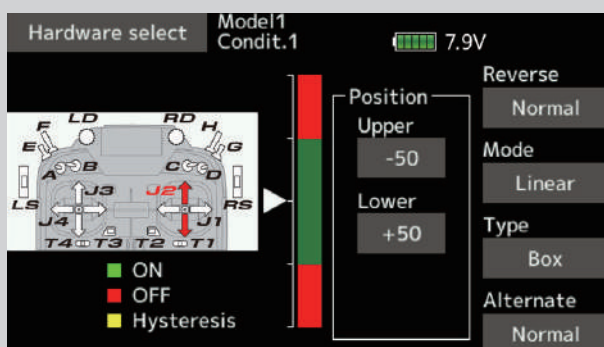 Hardware select
Model1
Condit.1
7.9V
LD RD
F H
E G
A B C D
J3 J2
LS RS
J4 J1
T4 T3 T2 T1
ON
OFF
Hysteresis
Position
Upper
-50
Lower
+50
Reverse
Normal
Mode
Linear
Type
Box
Alternate
Normal